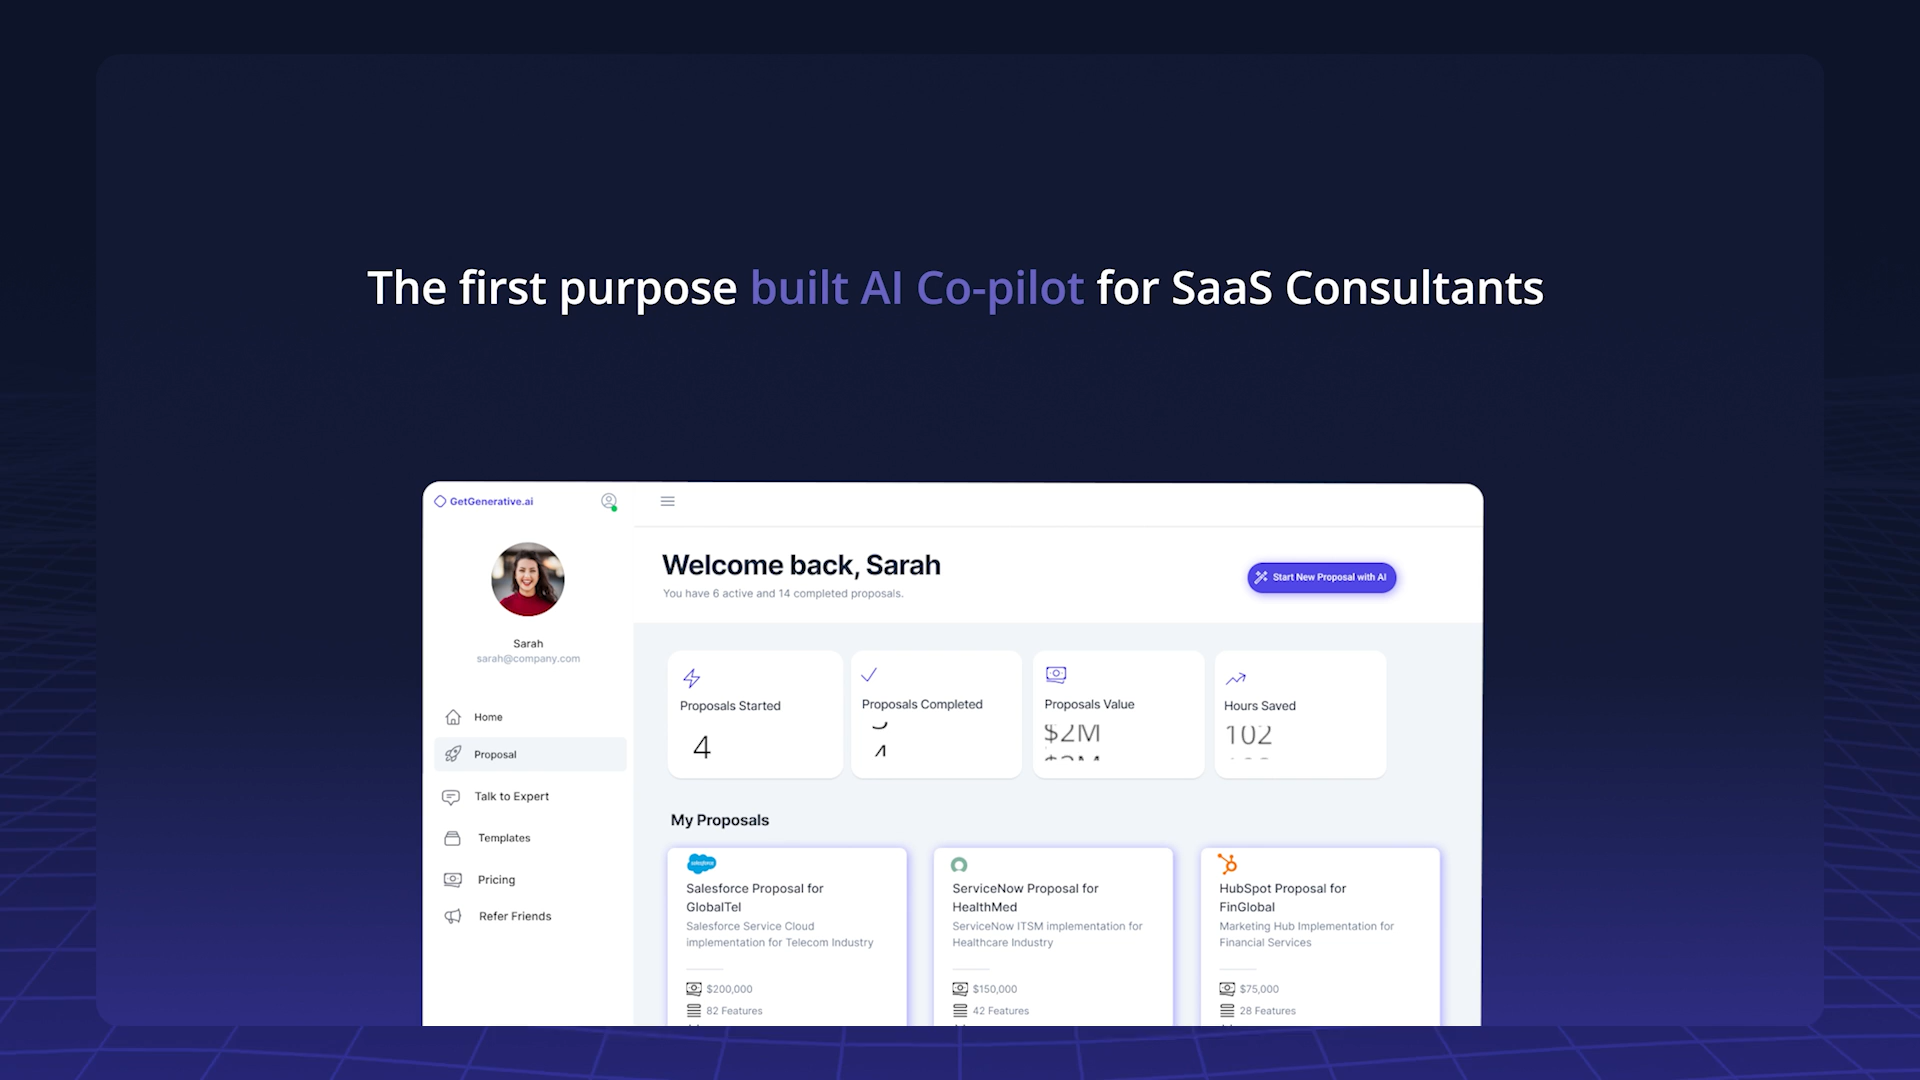 The first purpose built AI Co-pilot for SaaS Consultants
GetGenerative.ai
Sarah
sarah@company.com
Home
Proposal
Talk to Expert
Templates
Pricing
Refer Friends
Welcome back, Sarah
You have 6 active and 14 completed proposals.
Start New Proposal with AI
Proposals Started
4
Proposals Completed
Proposals Value
$2M
Hours Saved
102
My Proposals
salesforce
Salesforce Proposal for
GlobalTel
Salesforce Service Cloud
implementation for Telecom Industry
$200,000
82 Features
ServiceNow Proposal for
HealthMed
ServiceNow ITSM implementation for
Healthcare Industry
$150,000
42 Features
HubSpot Proposal for
FinGlobal
Marketing Hub Implementation for
Financial Services
$75,000
28 Features